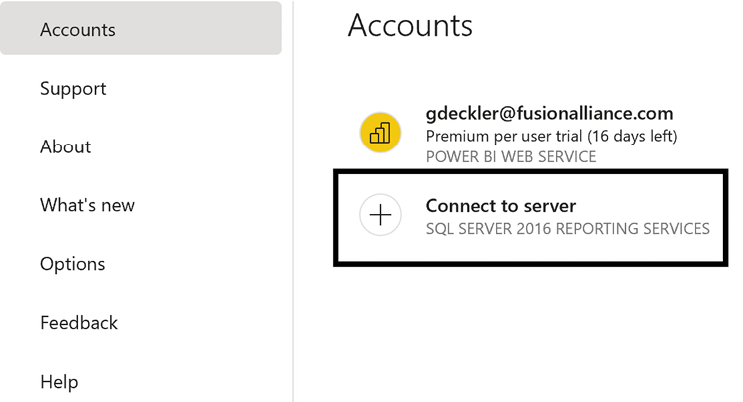 Accounts
Support
About
What's new
Options
Feedback
Help
Accounts
gdeckler@fusionalliance.com
Premium per user trial (16 days left)
POWER BI WEB SERVICE
Connect to server
SQL SERVER 2016 REPORTING SERVICES